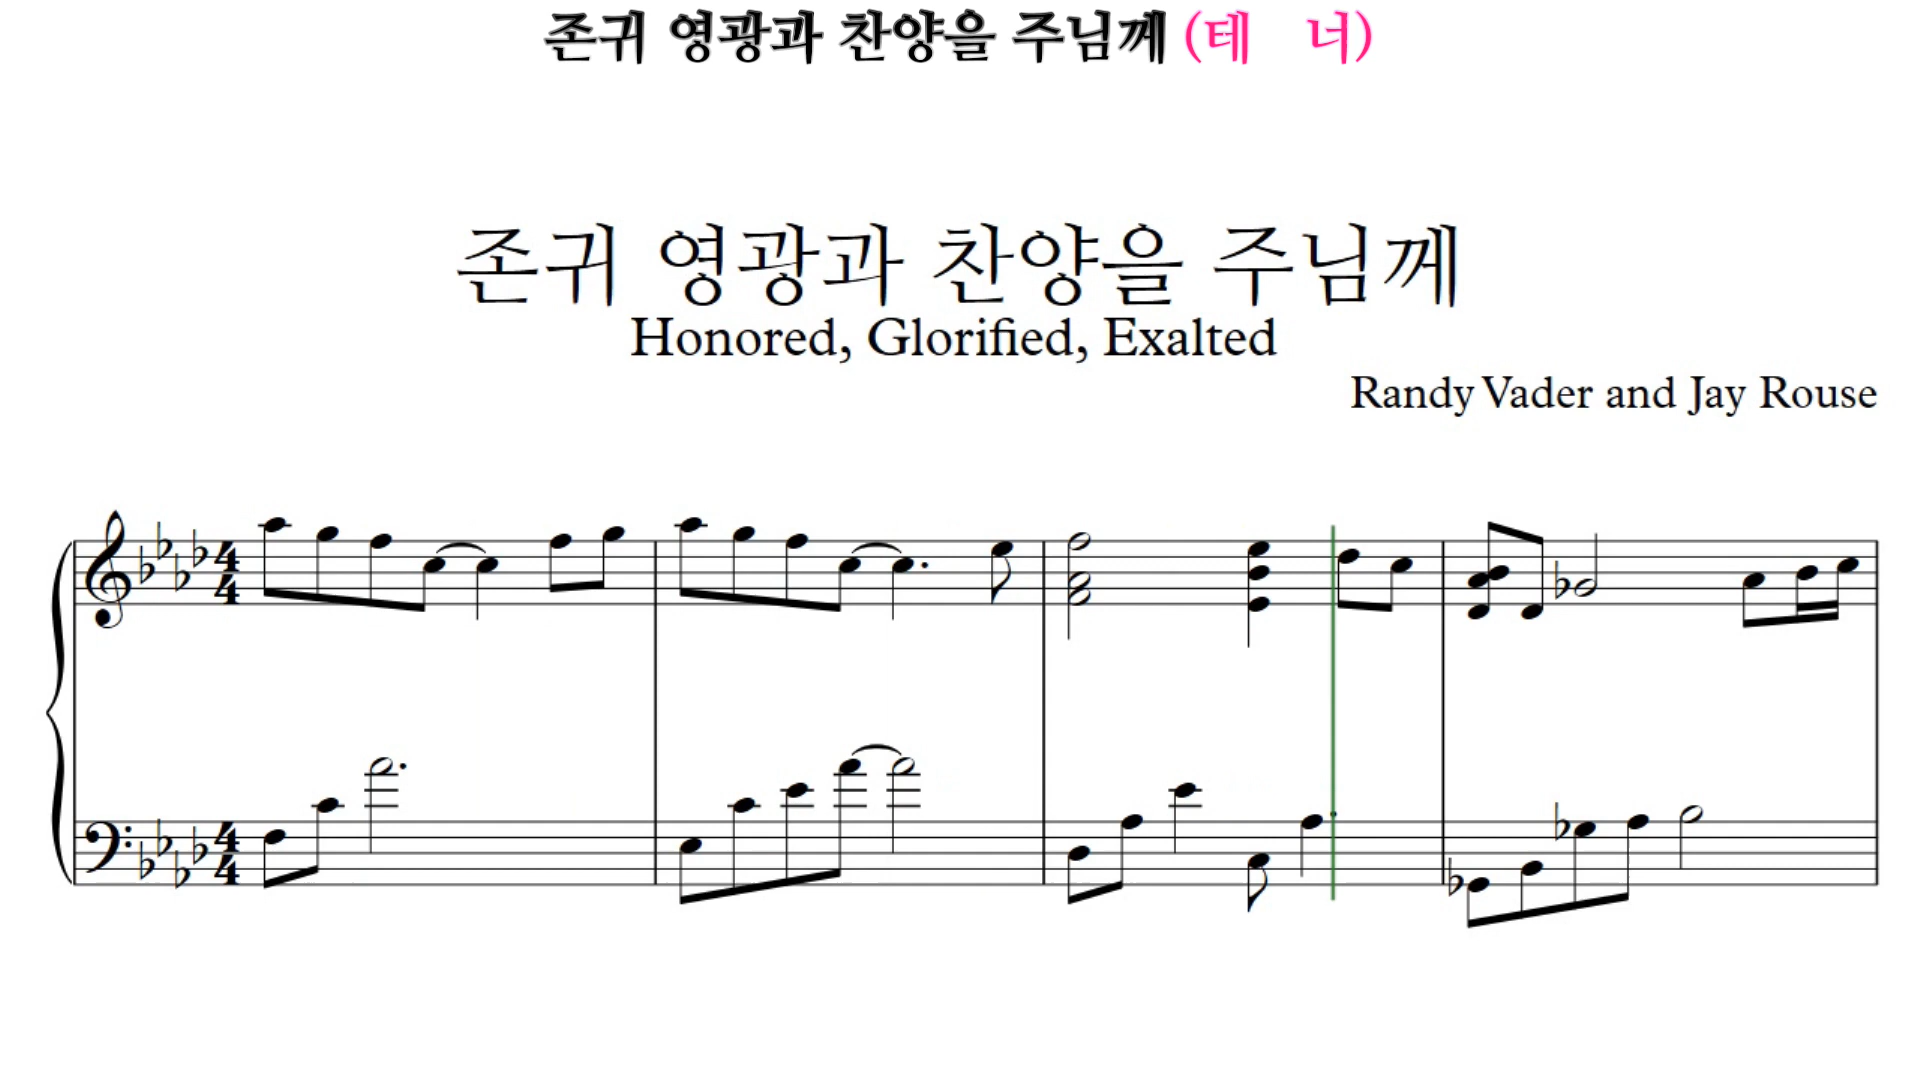 존귀 영광과 찬양을 주님께 (테 너)
존귀 영광과 찬양을 주님께
Honored, Glorified, Exalted
Randy Vader and Jay Rouse